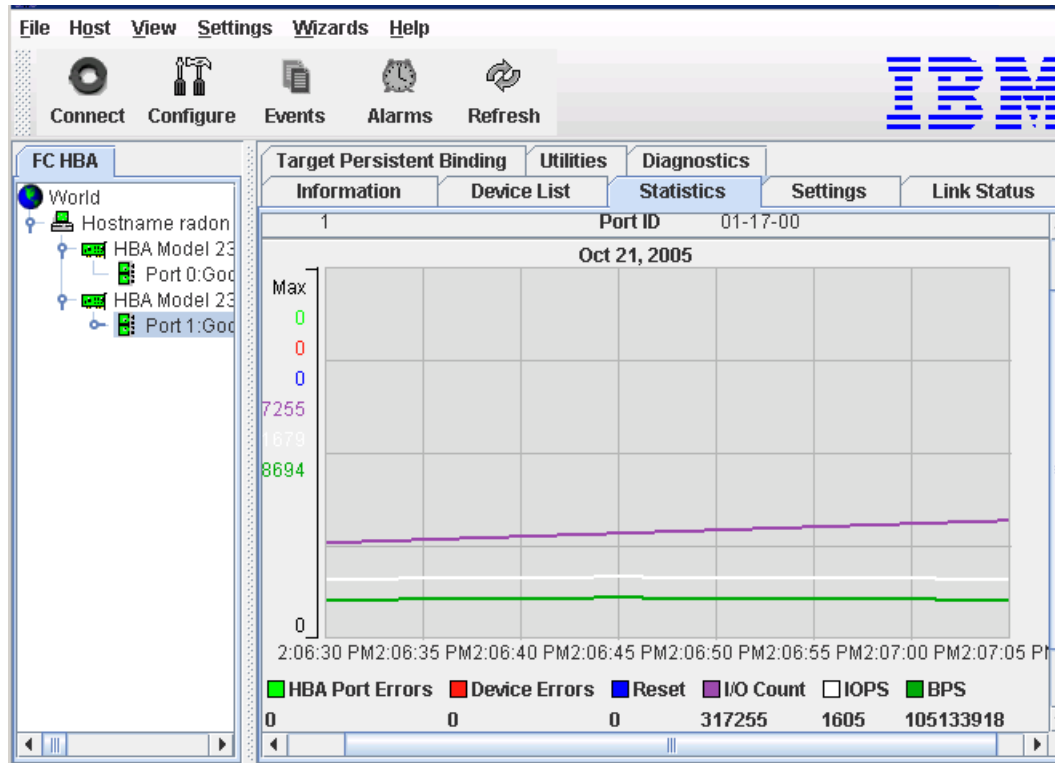 File Host View Settings Wizards Help
Connect Configure Events Alarms Refresh
IBM
FC HBA
World
Hostname radon
HBA Model 23
Port 0:Goo
HBA Model 23
Port 1:Goo
Target Persistent Binding Utilities Diagnostics
Information Device List Statistics Settings Link Status
1 Port ID 01-17-00
Oct 21, 2005
Max
0
0
0
7255
1679
8694
0
2:06:30 PM2:06:35 PM2:06:40 PM2:06:45 PM2:06:50 PM2:06:55 PM2:07:00 PM2:07:05 PM
HBA Port Errors Device Errors Reset I/O Count IOPS BPS
0 0 0 317255 1605 105133918